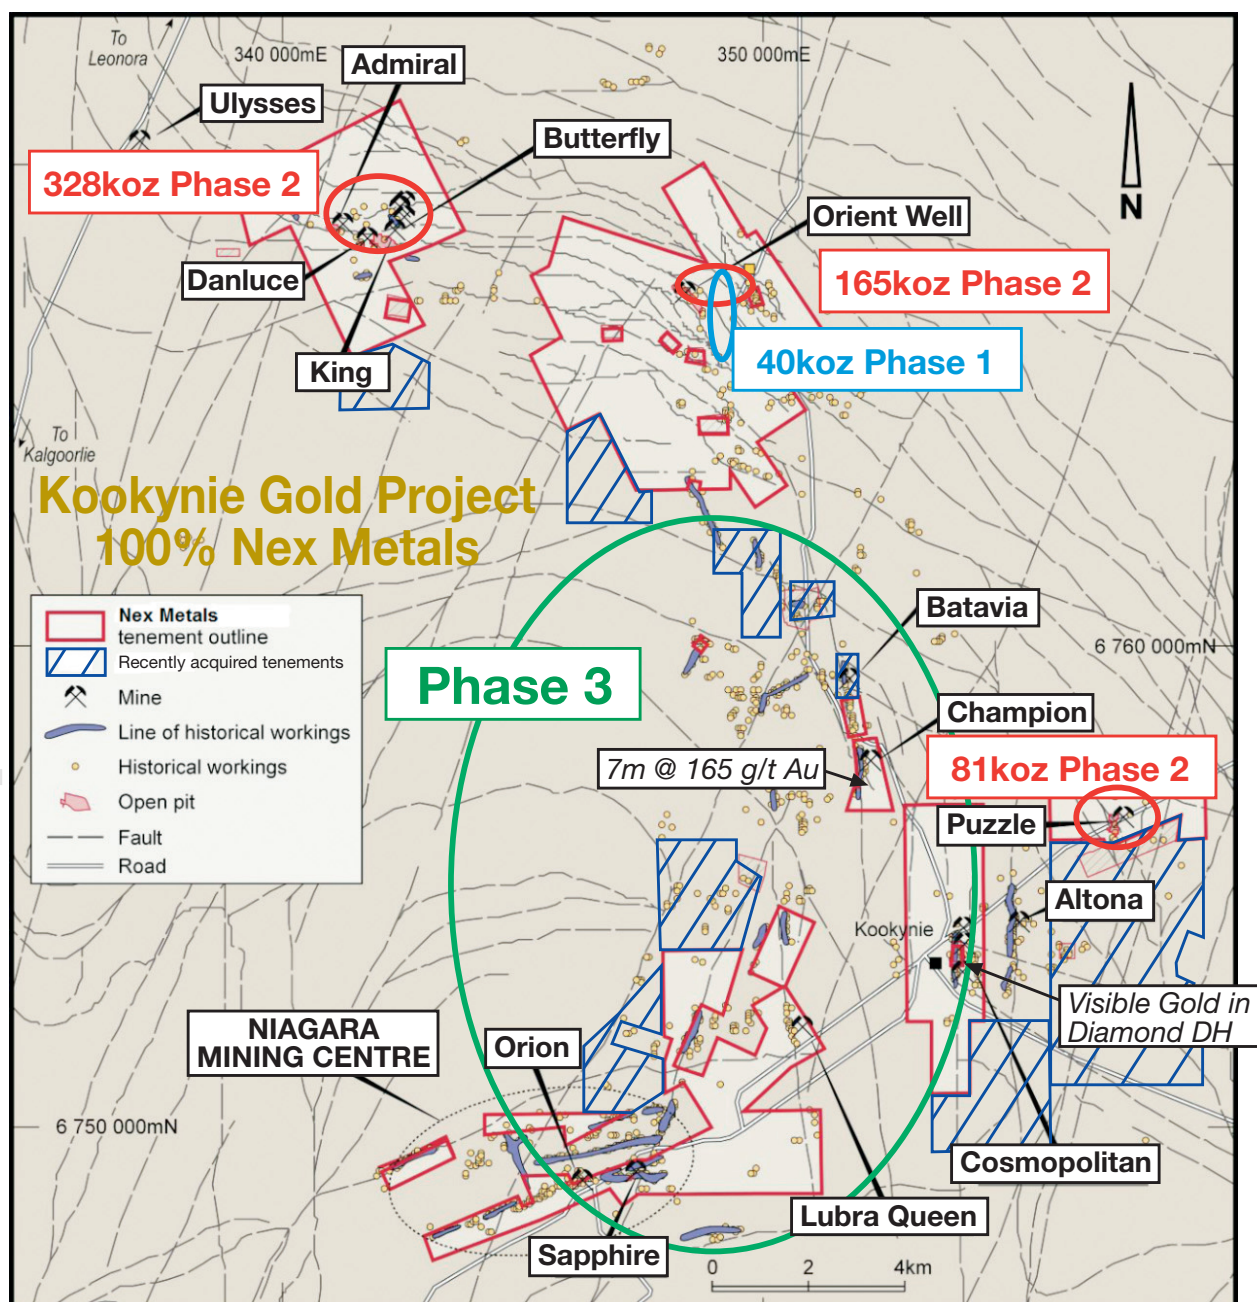 To
Leonora
340 000mE
350 000mE
Admiral
Ulysses
Butterfly
328koz Phase 2
Orient Well
Danluce
165koz Phase 2
N
King
40koz Phase 1
To
Kalgoorlie
Kookynie Gold Project
100% Nex Metals
Nex Metals
tenement outline
Recently acquired tenements
Mine
Line of historical workings
Historical workings
Open pit
Fault
Road
Batavia
6 760 000mN
Phase 3
Champion
7m @ 165 g/t Au
81koz Phase 2
Puzzle
Altona
Kookynie
Visible Gold in
Diamond DH
NIAGARA
MINING CENTRE
Orion
6 750 000mN
Cosmopolitan
Lubra Queen
Sapphire
0 2 4km